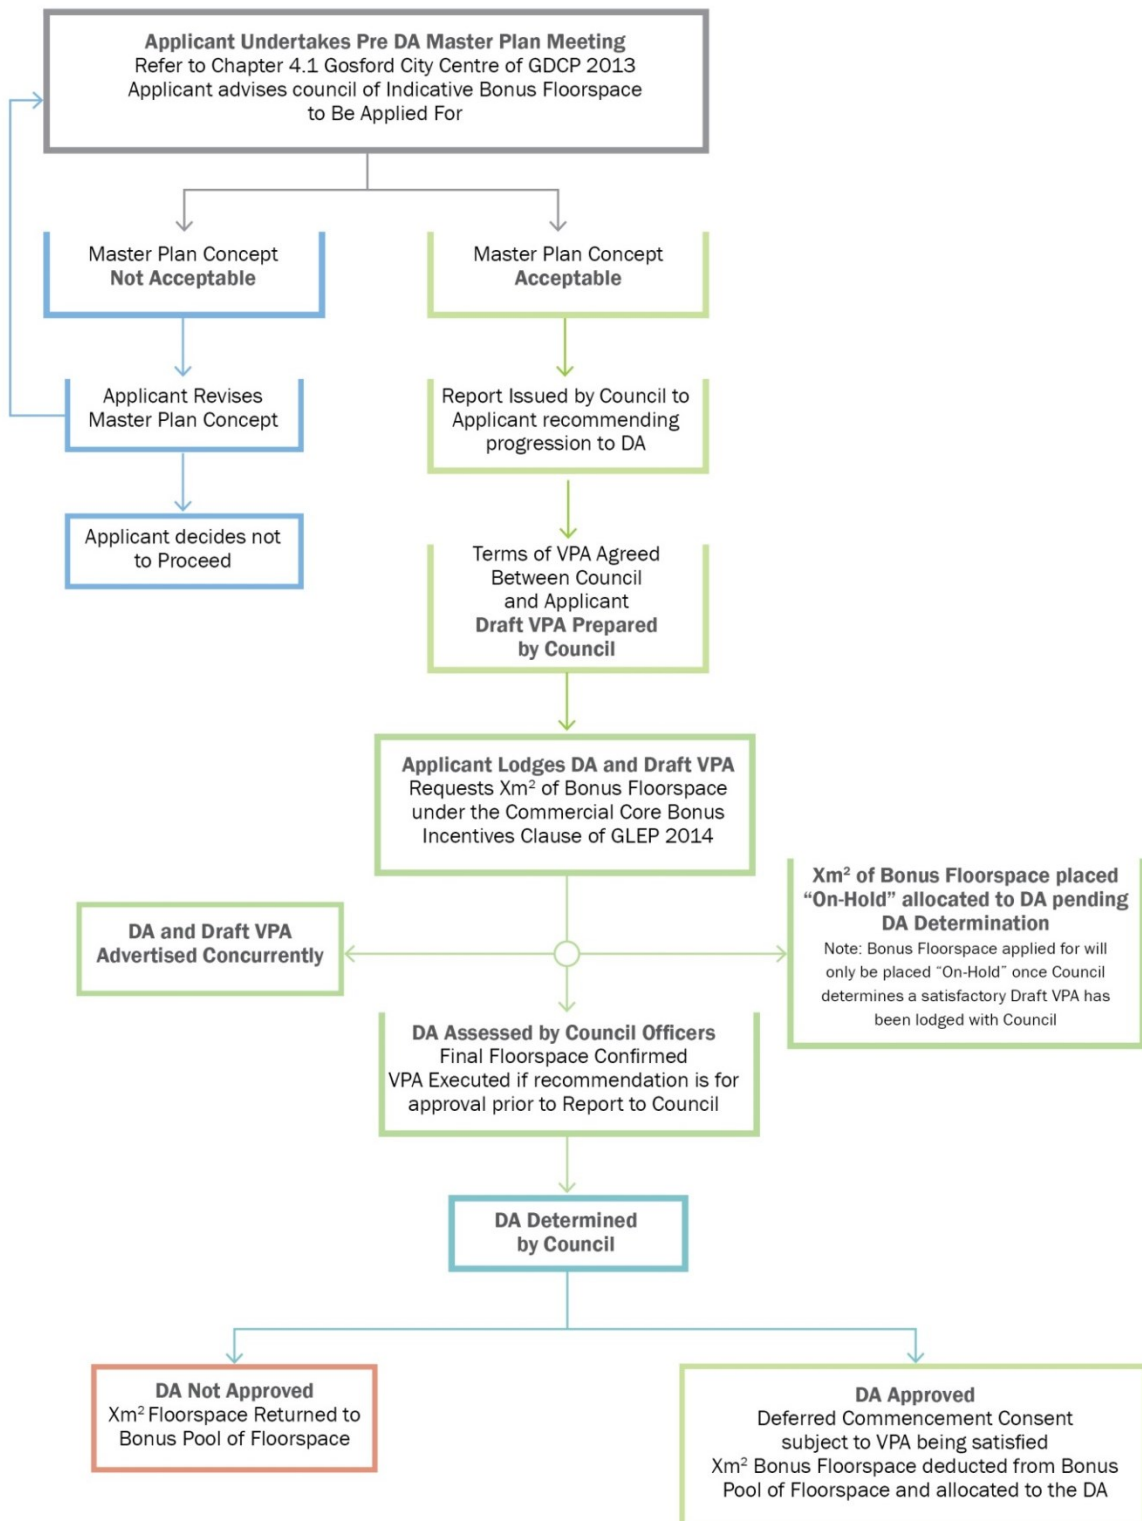 Applicant Undertakes Pre DA Master Plan Meeting
Refer to Chapter 4.1 Gosford City Centre of GDCP 2013
Applicant advises council of Indicative Bonus Floorspace
to Be Applied For
Master Plan Concept
Not Acceptable
Master Plan Concept
Acceptable
Applicant Revises
Master Plan Concept
Report Issued by Council to
Applicant recommending
progression to DA
Applicant decides not
to Proceed
Terms of VPA Agreed
Between Council
and Applicant
Draft VPA Prepared
by Council
Applicant Lodges DA and Draft VPA
Requests Xm² of Bonus Floorspace
under the Commercial Core Bonus
Incentives Clause of GLEP 2014
DA and Draft VPA
Advertised Concurrently
Xm² of Bonus Floorspace placed
“On-Hold” allocated to DA pending
DA Determination
Note: Bonus Floorspace applied for will
only be placed “On-Hold” once Council
determines a satisfactory Draft VPA has
been lodged with Council
DA Assessed by Council Officers
Final Floorspace Confirmed
VPA Executed if recommendation is for
approval prior to Report to Council
DA Determined
by Council
DA Not Approved
Xm² Floorspace Returned to
Bonus Pool of Floorspace
DA Approved
Deferred Commencement Consent
subject to VPA being satisfied
Xm² Bonus Floorspace deducted from Bonus
Pool of Floorspace and allocated to the DA